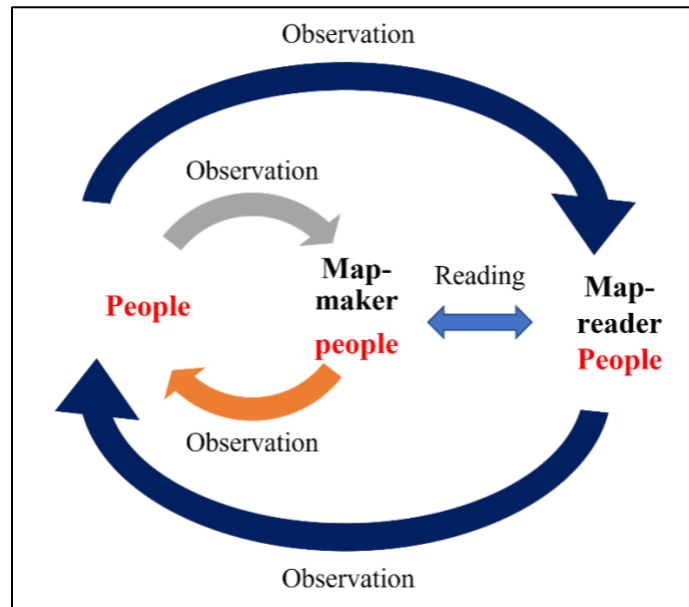 Observation
Observation
Map-
maker
people
Reading
Map-
reader
People
People
Observation
Observation